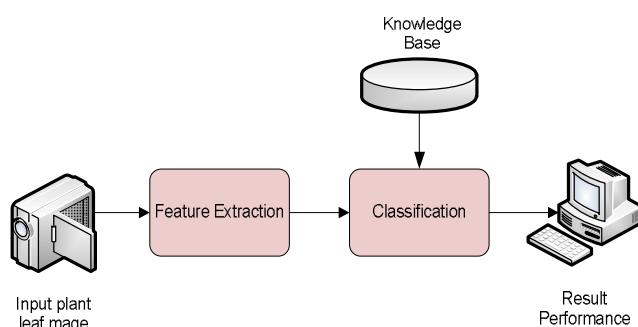 Knowledge
Base
Feature Extraction
Classification
Input plant
leaf mage
Result
Performance